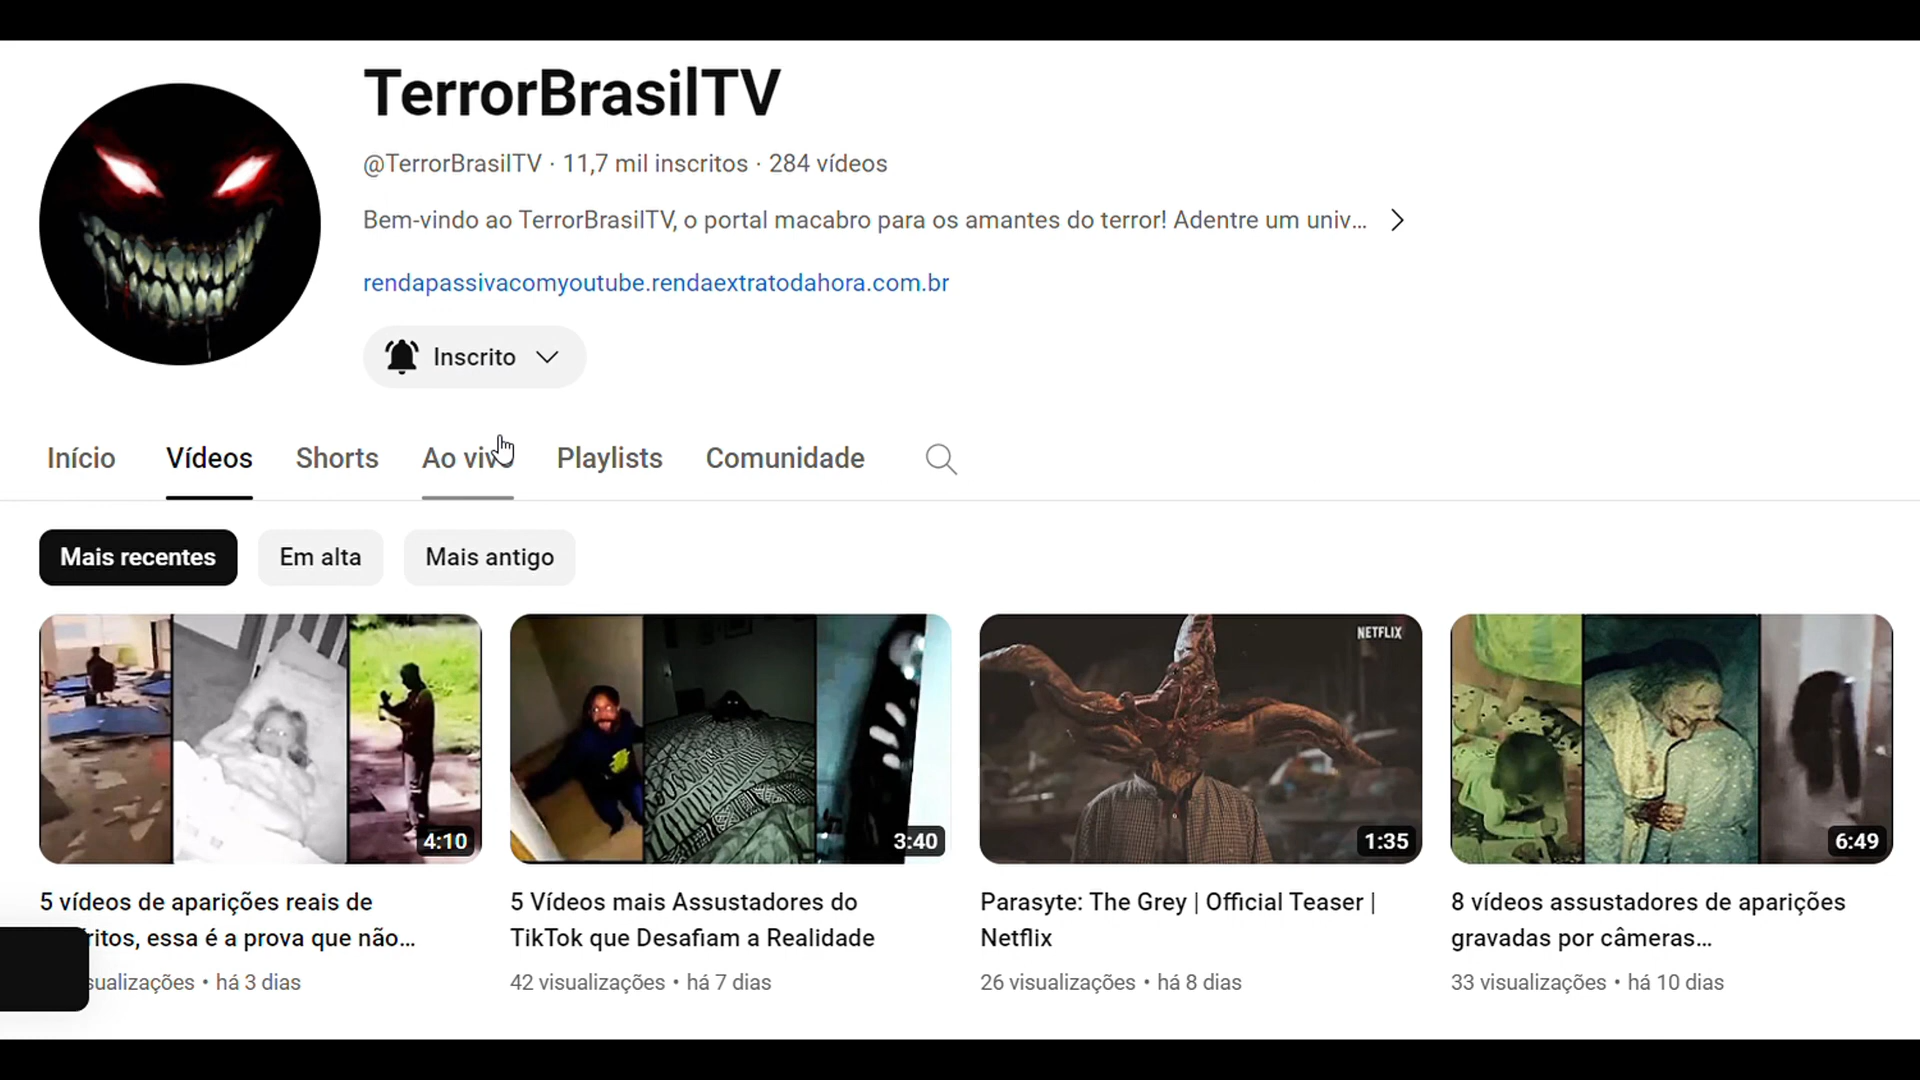 TerrorBrasilTV
@TerrorBrasilTV · 11,7 mil inscritos · 284 vídeos
Bem-vindo ao TerrorBrasilTV, o portal macabro para os amantes do terror! Adentre um univ...
rendapassivacomyoutube.rendaextratodahora.com.br
Inscrito
Início Vídeos Shorts Ao vivo Playlists Comunidade
Mais recentes Em alta Mais antigo
NETFLIX
4:10 3:40 1:35 6:49
5 vídeos de aparições reais de
ritos, essa é a prova que não...
sualizações • há 3 dias
5 Vídeos mais Assustadores do
TikTok que Desafiam a Realidade
42 visualizações • há 7 dias
Parasyte: The Grey | Official Teaser |
Netflix
26 visualizações • há 8 dias
8 vídeos assustadores de aparições
gravadas por câmeras...
33 visualizações • há 10 dias